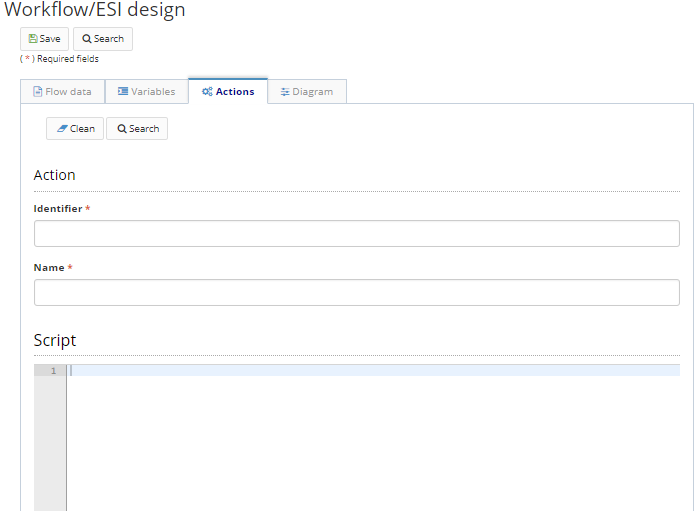 Workflow/ESI design
Save Search
( * ) Required fields
Flow data Variables Actions Diagram
Clean Search
Action
Identifier *
Name *
Script
1